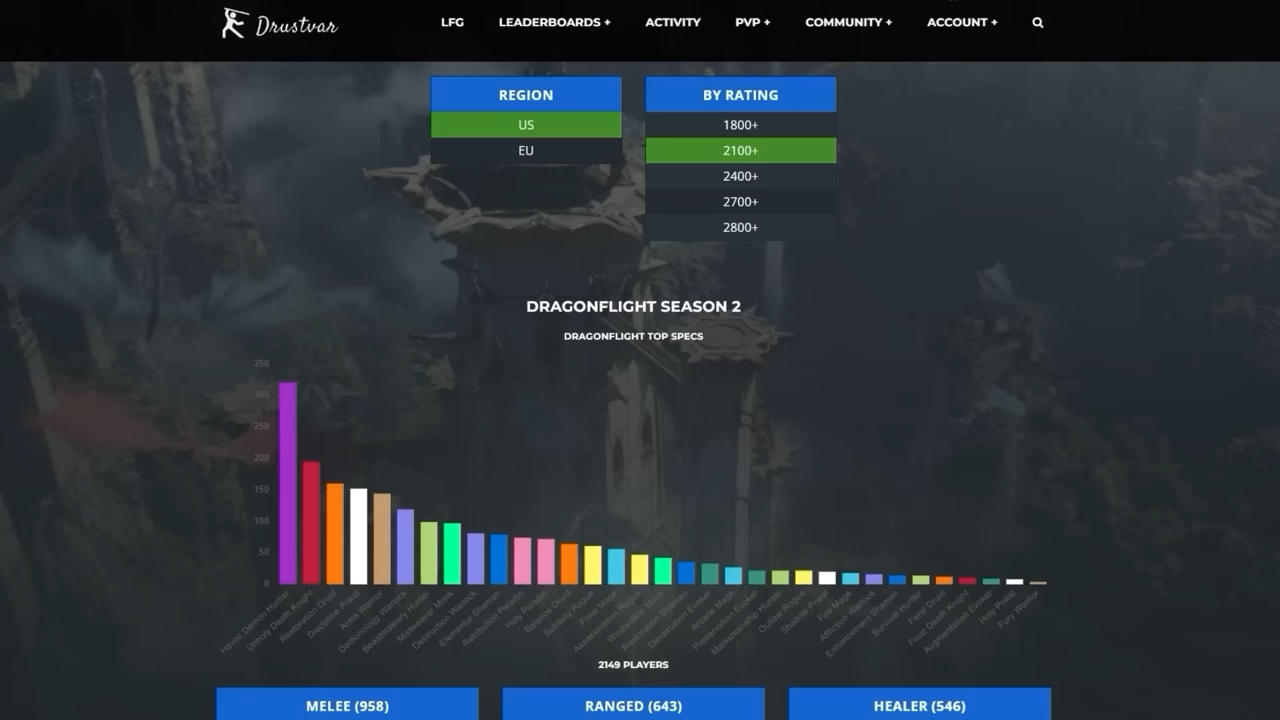 Drustvar
LFG LEADERBOARDS + ACTIVITY PVP + COMMUNITY + ACCOUNT +
REGION
US
EU
BY RATING
1800+
2100+
2400+
2700+
2800+
DRAGONFLIGHT SEASON 2
DRAGONFLIGHT TOP SPECS
350
300
250
200
150
100
50
0
Havoc Demon Hunter
Unholy Death Knight
Restoration Druid
Discipline Priest
Arms Warrior
Demonology Warlock
Beastmastery Hunter
Mistweaver Monk
Destruction Warlock
Elemental Shaman
Retribution Paladin
Holy Paladin
Balance Druid
Subtlety Rogue
Frost Mage
Assassination Rogue
Windwalker Monk
Restoration Shaman
Devastation Evoker
Arcane Mage
Preservation Evoker
Marksmanship Hunter
Outlaw Rogue
Shadow Priest
Fire Mage
Affliction Warlock
Enhancement Shaman
Survival Hunter
Feral Druid
Frost Death Knight
Augmentation Evoker
Holy Priest
Fury Warrior
2149 PLAYERS
MELEE (958)
RANGED (643)
HEALER (546)